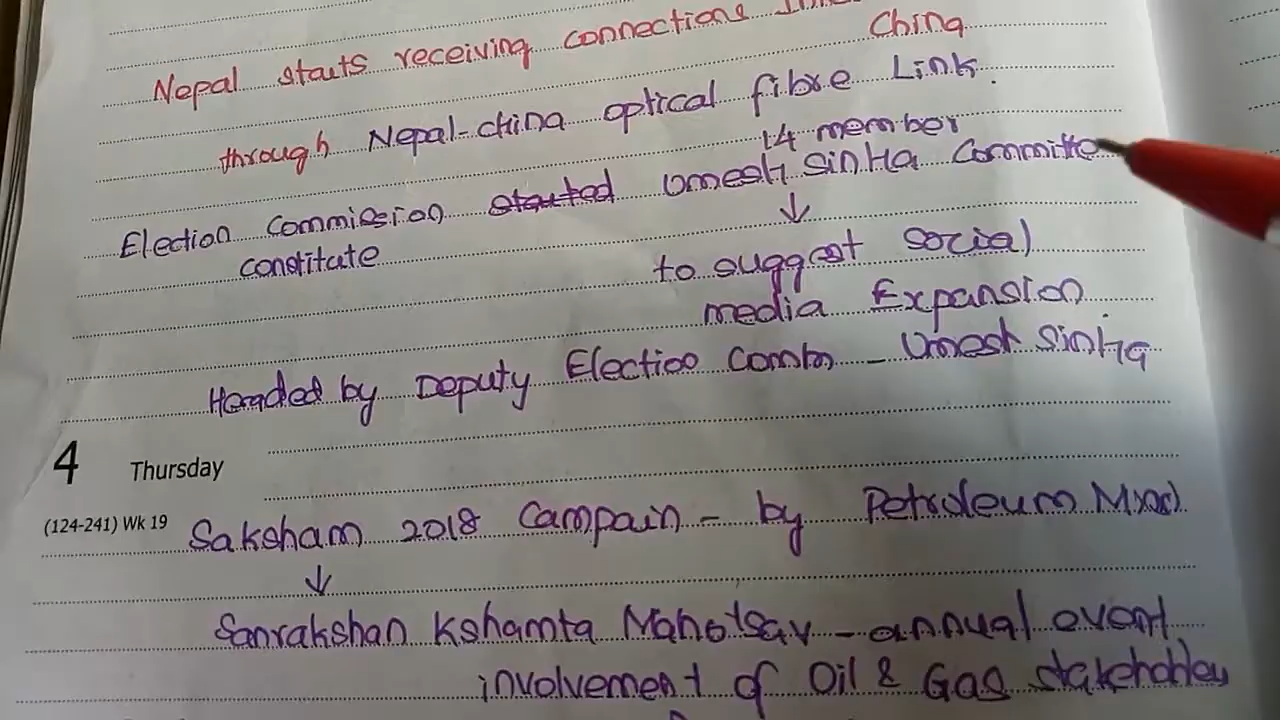 Nepal starts receiving connections
China
through Nepal-China optical fibre Link.
14 member
Election Commission started Umesh Sinha Committe
constitute
↓
to suggest social
media Expansion
Headed by Deputy Election Comm - Umesh Sinha
4 Thursday
(124-241) Wk 19
Saksham 2018 Campain - by Petroleum
↓
Sanrakshan Kshamta Mahotsav - annual event
involvement of Oil & Gas stakeholders